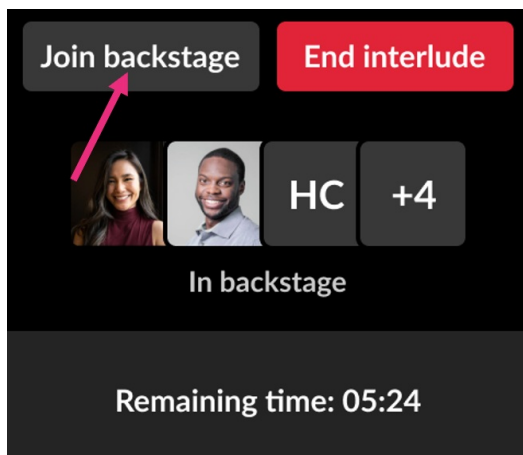 Join backstage
End interlude
HC
+4
In backstage
Remaining time: 05:24